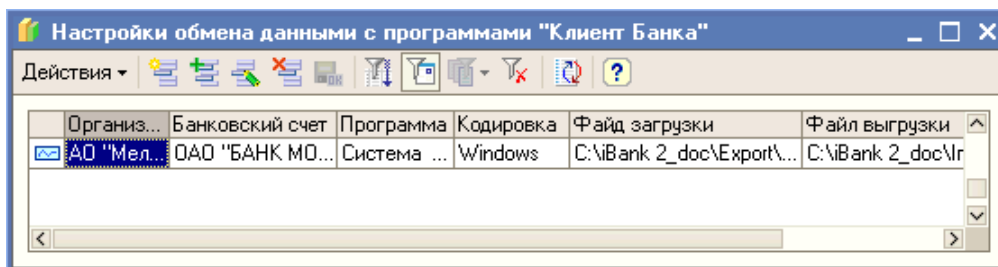 Настройки обмена данными с программами "Клиент Банка"
Действия
Организ... Банковский счет Программа Кодировка Файд загрузки Файл выгрузки
АО "Мел... ОАО "БАНК МО... Система ... Windows C:\iBank 2_doc\Export\... C:\iBank 2_doc\Ir